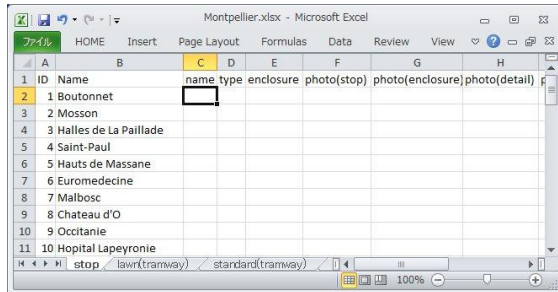 Montpellier.xlsx - Microsoft Excel
ファイル HOME Insert Page Layout Formulas Data Review View
A B C D E F G H
1 ID Name name type enclosure photo(stop) photo(enclosure) photo(detail)
2 1 Boutonnet
3 2 Mosson
4 3 Halles de La Paillade
5 4 Saint-Paul
6 5 Hauts de Massane
7 6 Euromedecine
8 7 Malbosc
9 8 Chateau d'O
10 9 Occitanie
11 10 Hopital Lapeyronie
stop lawn(tramway) standard(tramway)
100%